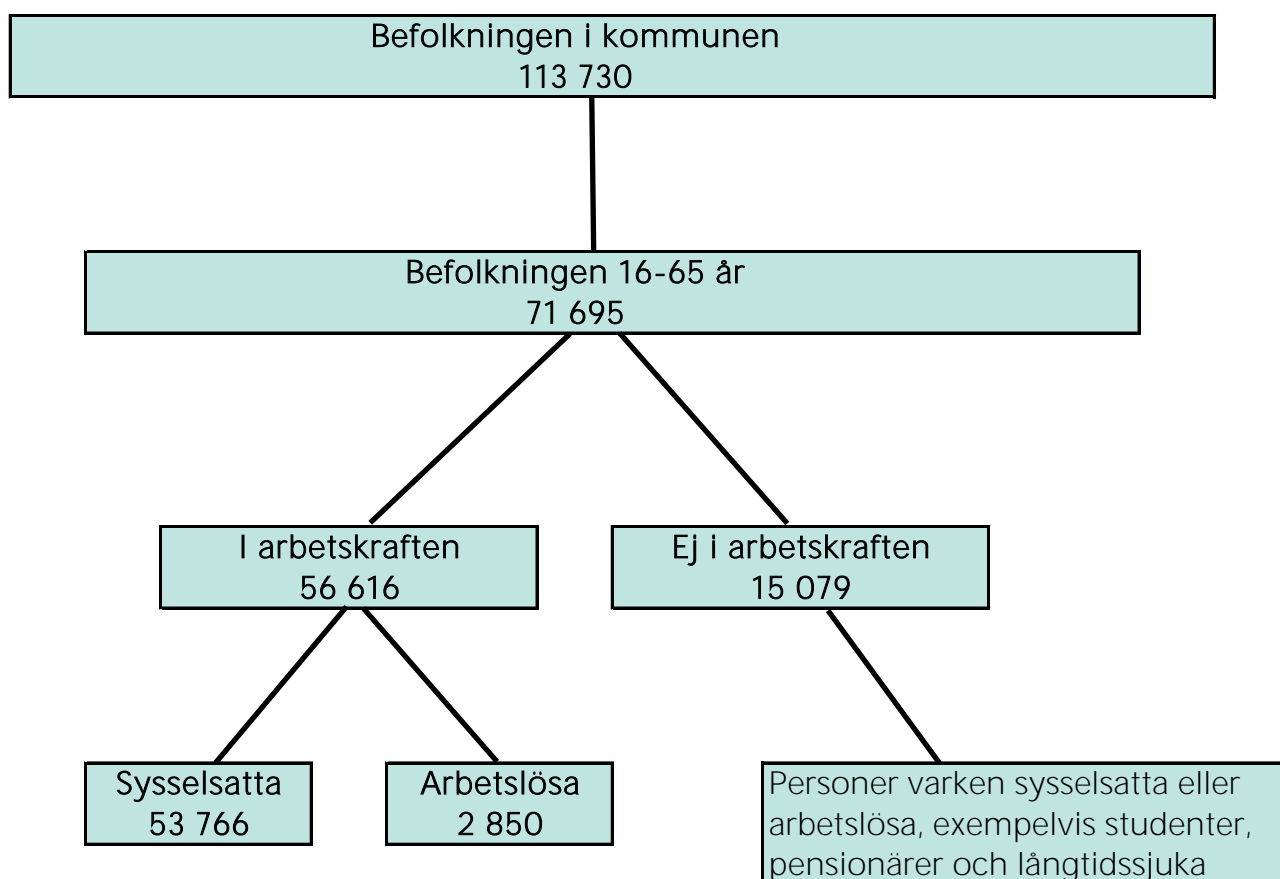 Befolkningen i kommunen
113 730
Befolkningen 16-65 år
71 695
I arbetskraften
56 616
Ej i arbetskraften
15 079
Sysselsatta
53 766
Arbetslösa
2 850
Personer varken sysselsatta eller
arbetslösa, exempelvis studenter,
pensionärer och långtidssjuka